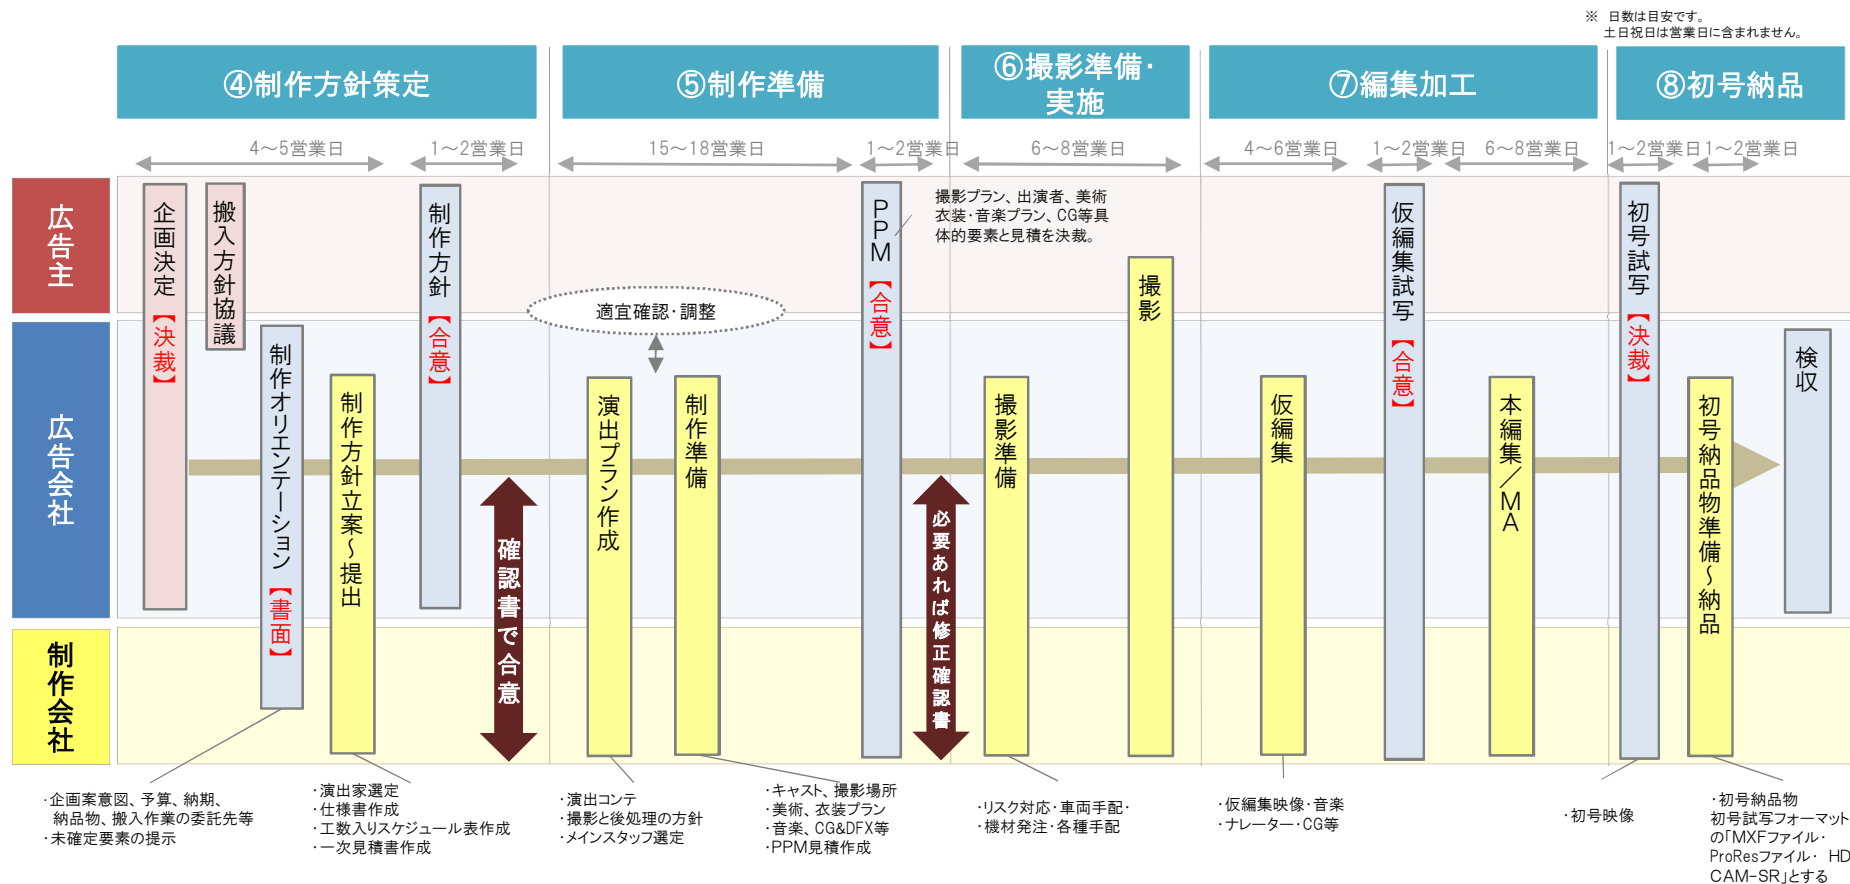 ※ 日数は目安です。
土日祝日は営業日に含まれません。
④制作方針策定
⑤制作準備
⑥撮影準備・
実施
⑦編集加工
⑧初号納品
4～5営業日
1～2営業日
15～18営業日
1～2営業日
6～8営業日
4～6営業日
1～2営業日
6～8営業日
1～2営業日
1～2営業日
広告主
広告会社
制作会社
企画決定【決裁】
搬入方針協議
制作オリエンテーション【書面】
制作方針立案～提出
制作方針【合意】
確認書で合意
適宜確認・調整
演出プラン作成
制作準備
PPM【合意】
撮影プラン、出演者、美術
衣装・音楽プラン、CG等具
体的要素と見積を決裁。
必要あれば修正確認書
撮影準備
撮影
仮編集
仮編集試写【合意】
本編集／MA
初号試写【決裁】
初号納品物準備～納品
検収
・企画案意図、予算、納期、
納品物、搬入作業の委託先等
・未確定要素の提示
・演出家選定
・仕様書作成
・工数入りスケジュール表作成
・一次見積書作成
・演出コンテ
・撮影と後処理の方針
・メインスタッフ選定
・キャスト、撮影場所
・美術、衣装プラン
・音楽、CG&DFX等
・PPM見積作成
・リスク対応・車両手配・
・機材発注・各種手配
・仮編集映像・音楽
・ナレーター・CG等
・初号映像
・初号納品物
初号試写フォーマット
の「MXFファイル・
ProResファイル・ HD
CAM-SR」とする